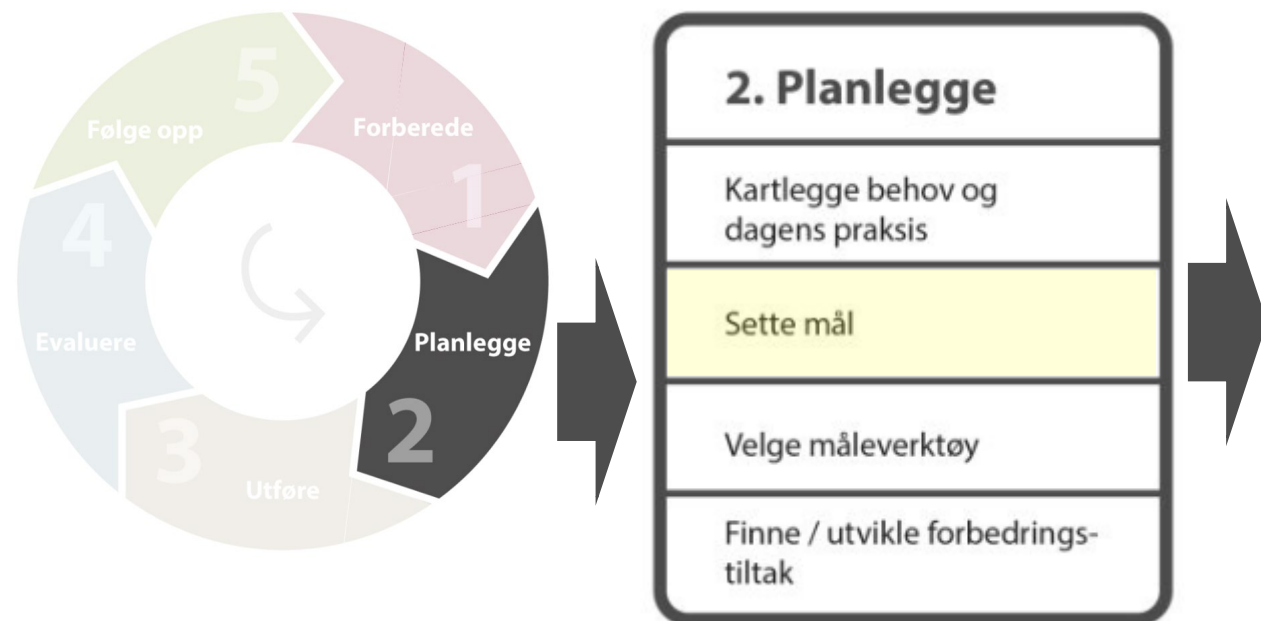 5
Følge opp
Forberede
1
4
Evaluere
Planlegge
2
3
Utføre
2. Planlegge
Kartlegge behov og
dagens praksis
Sette mål
Velge måleverktøy
Finne / utvikle forbedrings-
tiltak